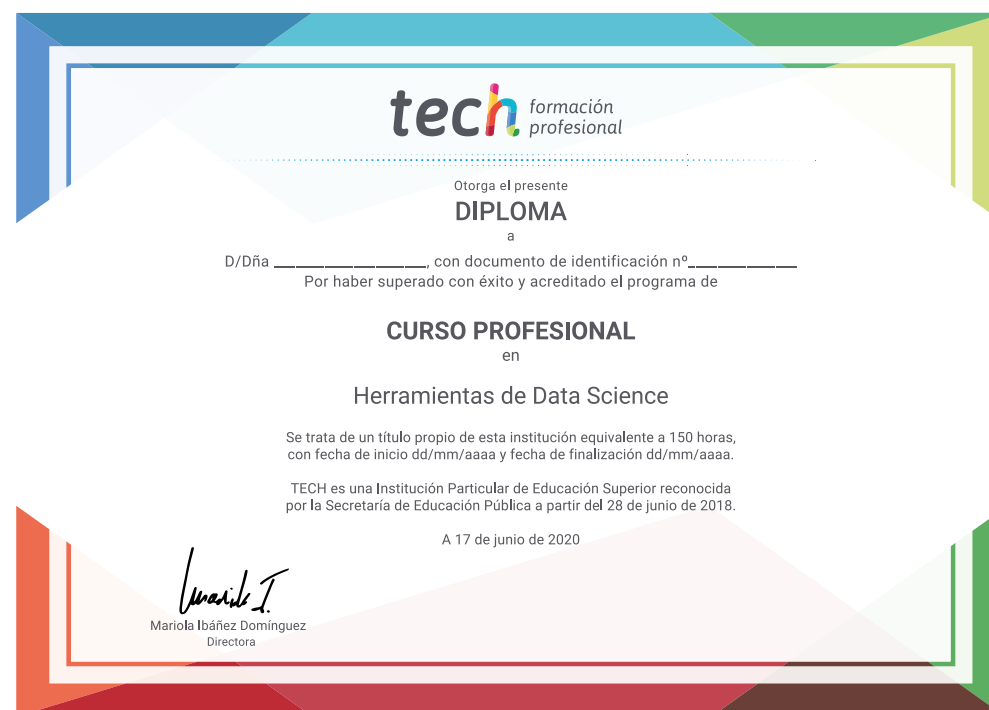 tech formación
profesional
Otorga el presente
DIPLOMA
a
D/Dña ______________, con documento de identificación nº__________
Por haber superado con éxito y acreditado el programa de
CURSO PROFESIONAL
en
Herramientas de Data Science
Se trata de un título propio de esta institución equivalente a 150 horas,
con fecha de inicio dd/mm/aaaa y fecha de finalización dd/mm/aaaa.
TECH es una Institución Particular de Educación Superior reconocida
por la Secretaría de Educación Pública a partir del 28 de junio de 2018.
A 17 de junio de 2020
Mariola Ibáñez Domínguez
Directora